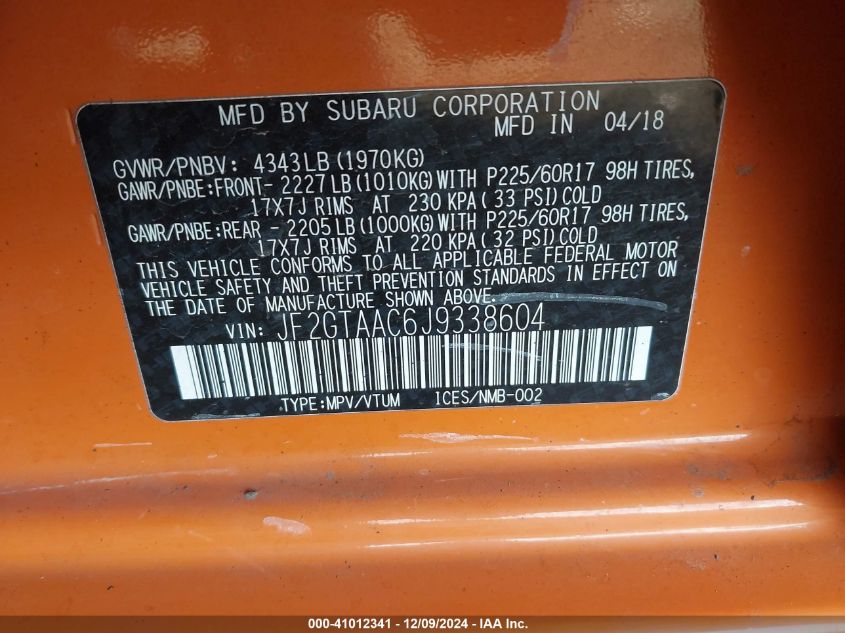 MFD BY SUBARU CORPORATION
MFD IN 04/18
GVWR/PNBV: 4343LB(1970KG)
GAWR/PNBE:FRONT- 2227LB(1010KG)WITH P225/60R17 98H TIRES,
17X7J RIMS AT 230 KPA( 33 PSI)COLD
GAWR/PNBE:REAR - 2205LB(1000KG)WITH P225/60R17 98H TIRES,
17X7J RIMS AT 220 KPA( 32 PSI)COLD
THIS VEHICLE CONFORMS TO ALL APPLICABLE FEDERAL MOTOR
VEHICLE SAFETY AND THEFT PREVENTION STANDARDS IN EFFECT ON
THE DATE OF MANUFACTURE SHOWN ABOVE.
VIN: JF2GTAAC6J9338604
TYPE:MPV/VTUM ICES/NMB-002
000-41012341 - 12/09/2024 - IAA Inc.